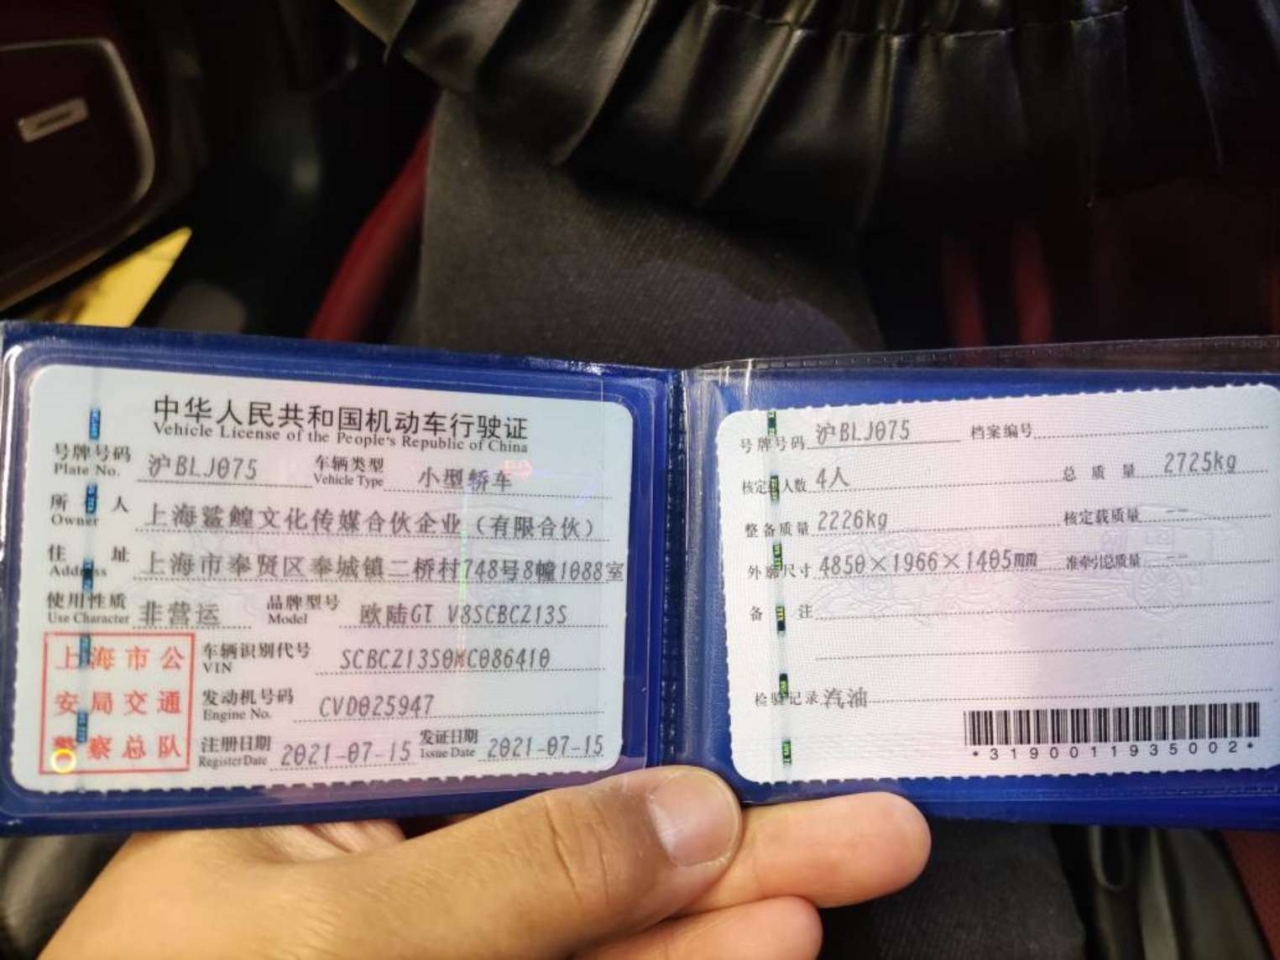 中华人民共和国机动车行驶证
Vehicle License of the People's Republic of China
号牌号码 沪BLJ075 车辆类型 小型轿车
Plate No. Vehicle Type
所有人 上海鲨鳇文化传媒合伙企业（有限合伙）
Owner
住址 上海市奉贤区奉城镇二桥村748号8幢1088室
Address
使用性质 非营运 品牌型号 欧陆GT V8SCBCZ13S
Use Character Model
上海市公
安局交通
警察总队
车辆识别代号 SCBCZ13S0MC086410
VIN
发动机号码 CVD025947
Engine No.
注册日期 2021-07-15 发证日期 2021-07-15
Register Date Issue Date
号牌号码 沪BLJ075 档案编号
核定载人数 4人 总质量 2725kg
整备质量 2226kg 核定载质量 --
外廓尺寸 4850×1966×1405mm 准牵引总质量 --
备注
检验记录 汽油
*3190011935002*